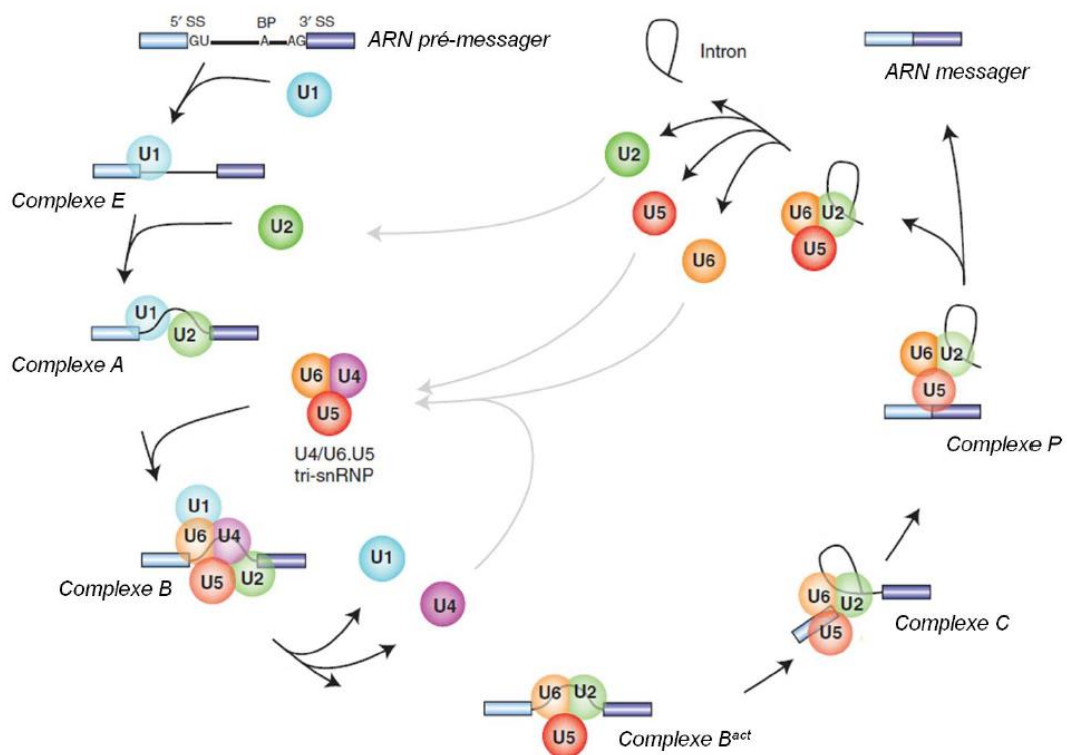 5' SS BP 3' SS
GU A AG
ARN pré-messager
U1
U1
Complexe E
U2
U1
U2
Complexe A
U6 U4
U5
U4/U6.U5
tri-snRNP
U1
U6 U4
U5 U2
Complexe B
U1
U4
U6 U2
U5
Complexe Bact
U6 U2
U5
Complexe C
U6 U2
U5
Complexe P
ARN messager
U6 U2
U5
Intron
U2
U5
U6